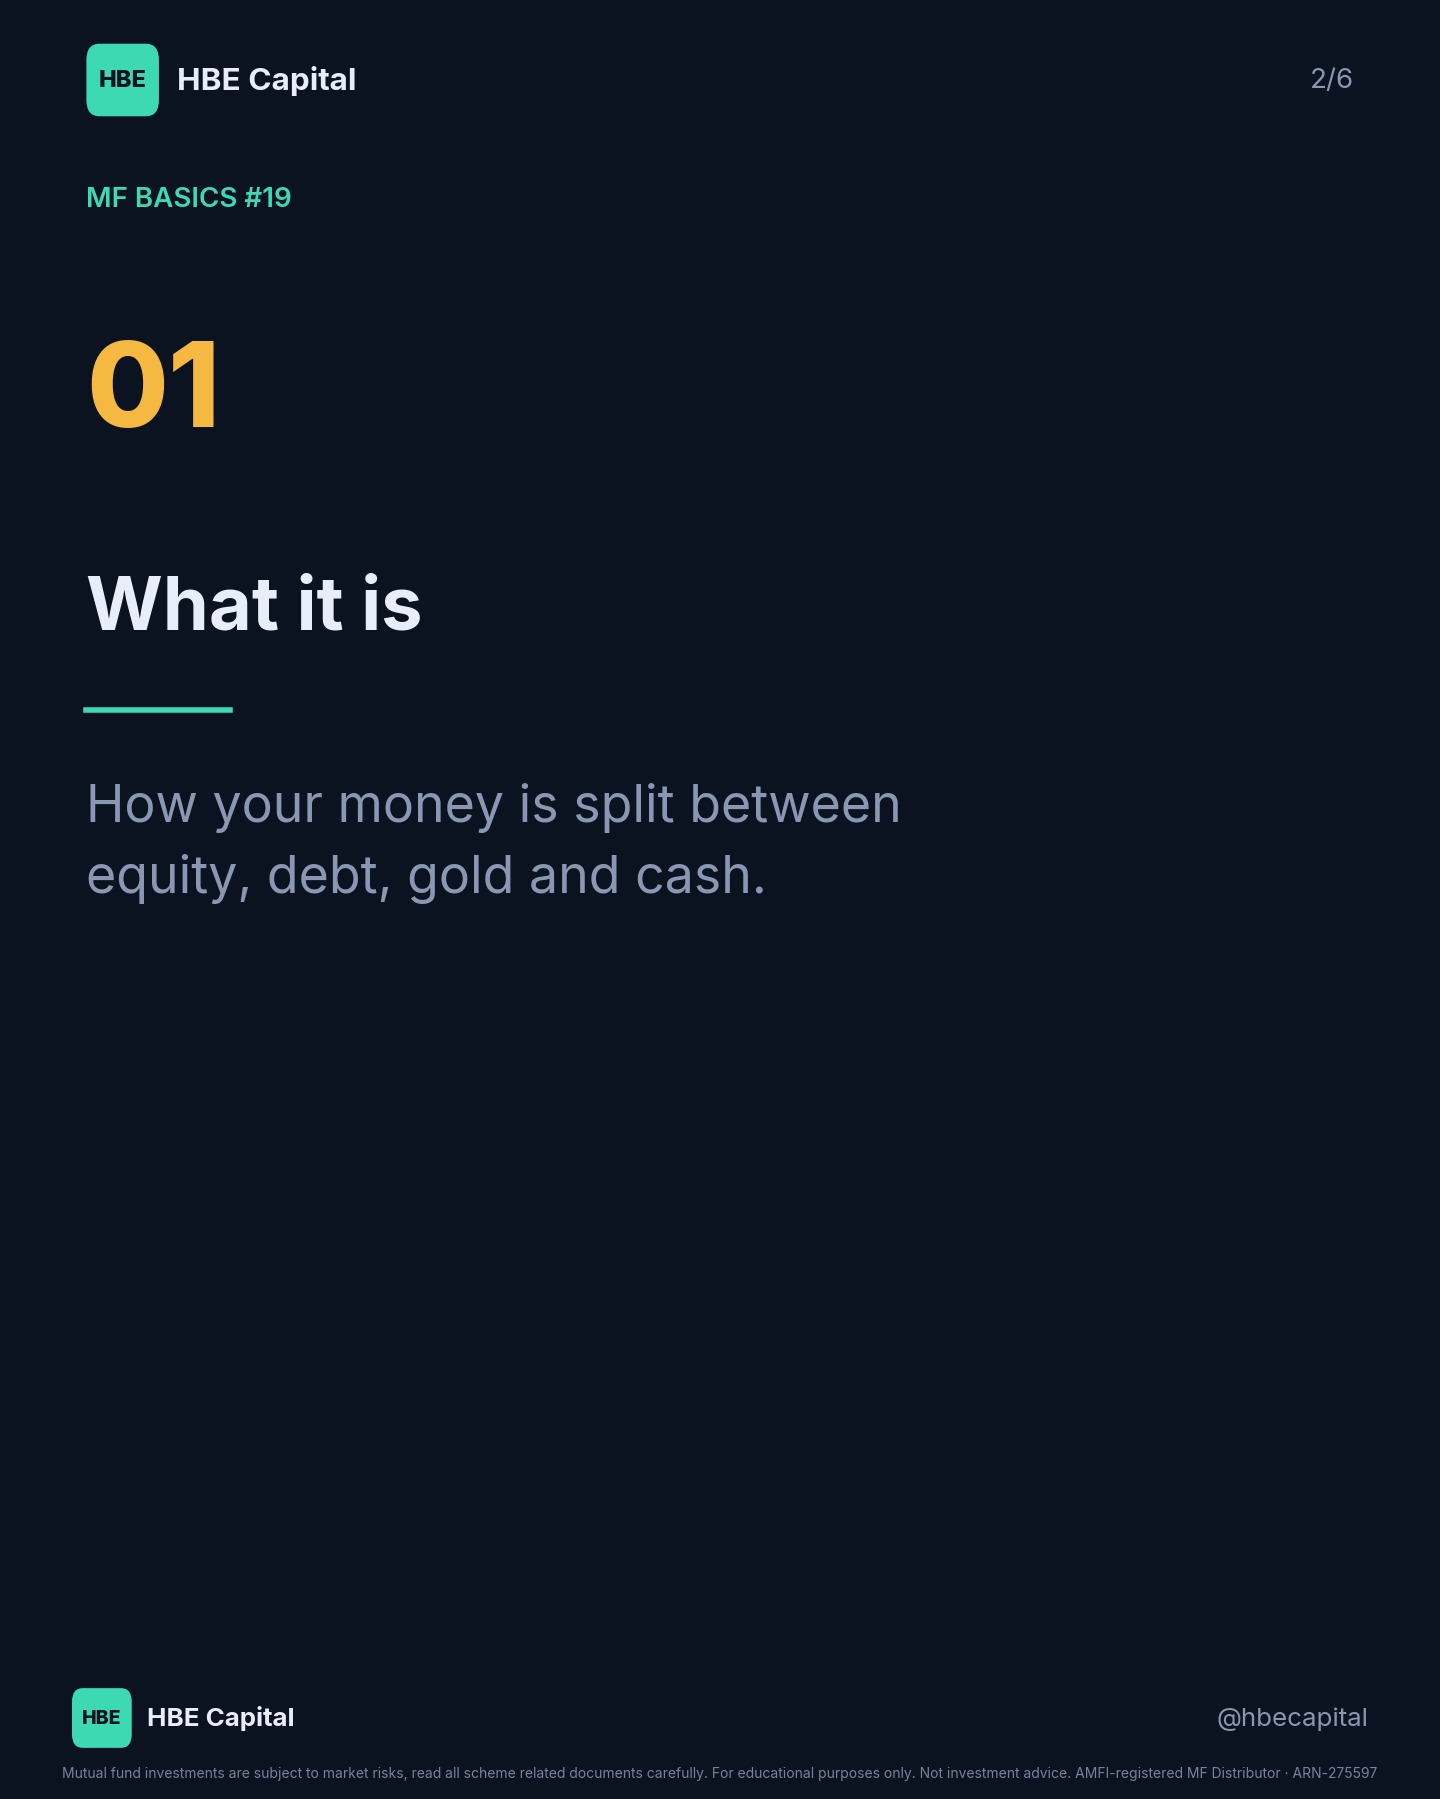 HBE
HBE Capital
2/6
MF BASICS #19
01
What it is
How your money is split between
equity, debt, gold and cash.
HBE
HBE Capital
@hbecapital
Mutual fund investments are subject to market risks, read all scheme related documents carefully. For educational purposes only. Not investment advice. AMFI-registered MF Distributor · ARN-275597